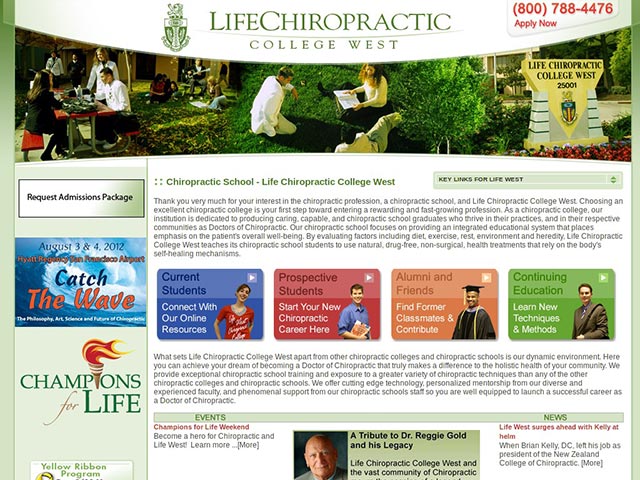 LIFECHIROPRACTIC
COLLEGE WEST
(800) 788-4476
Apply Now
LIFE CHIROPRACTIC
COLLEGE WEST
25001
Request Admissions Package
AUGUST 3 & 4, 2012
Hyatt Regency San Francisco Airport
Catch
The Wave
The Philosophy, Art, Science and Future of Chiropractic
CHAMPIONS
for LIFE
Yellow Ribbon
Program
:: Chiropractic School - Life Chiropractic College West
KEY LINKS FOR LIFE WEST
Thank you very much for your interest in the chiropractic profession, a chiropractic school, and Life Chiropractic College West. Choosing an
excellent chiropractic college is your first step toward entering a rewarding and fast-growing profession. As a chiropractic college, our
institution is dedicated to producing caring, capable, and chiropractic school graduates who thrive in their practices, and in their respective
communities as Doctors of Chiropractic. Our chiropractic school focuses on providing an integrated educational system that places
emphasis on the patient's overall well-being. By evaluating factors including diet, exercise, rest, environment and heredity, Life Chiropractic
College West teaches its chiropractic school students to use natural, drug-free, non-surgical, health treatments that rely on the body's
self-healing mechanisms.
Current
Students
Connect With
Our Online
Resources
Prospective
Students
Start Your New
Chiropractic
Career Here
Alumni and
Friends
Find Former
Classmates &
Contribute
Continuing
Education
Learn New
Techniques
& Methods
What sets Life Chiropractic College West apart from other chiropractic colleges and chiropractic schools is our dynamic environment. Here
you can achieve your dream of becoming a Doctor of Chiropractic that truly makes a difference to the holistic health of your community. We
provide exceptional chiropractic school training and exposure to a greater variety of chiropractic techniques than any of the other
chiropractic colleges and chiropractic schools. We offer cutting edge technology, personalized mentorship from our diverse and
experienced faculty, and phenomenal support from our chiropractic schools staff so you are well equipped to launch a successful career as
a Doctor of Chiropractic.
EVENTS
Champions for Life Weekend
Become a hero for Chiropractic and
Life West! Learn more ...[More]
A Tribute to Dr. Reggie Gold
and his Legacy
Life Chiropractic College West and
the vast community of Chiropractic
NEWS
Life West surges ahead with Kelly at
helm
When Brian Kelly, DC, left his job as
president of the New Zealand
College of Chiropractic. [More]